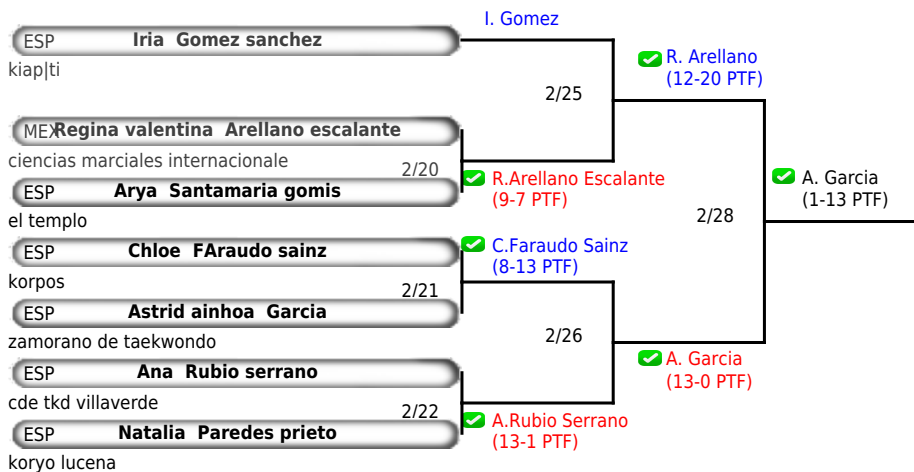 I. Gomez
ESP Iria Gomez sanchez
kiap|ti
R. Arellano
(12-20 PTF)
2/25
MEX Regina valentina Arellano escalante
ciencias marciales internacionale
2/20
R.Arellano Escalante
(9-7 PTF)
ESP Arya Santamaria gomis
el templo
A. Garcia
(1-13 PTF)
2/28
ESP Chloe FAraudo sainz
korpos
C.Faraudo Sainz
(8-13 PTF)
2/21
ESP Astrid ainhoa Garcia
zamorano de taekwondo
2/26
A. Garcia
(13-0 PTF)
ESP Ana Rubio serrano
cde tkd villaverde
2/22
A.Rubio Serrano
(13-1 PTF)
ESP Natalia Paredes prieto
koryo lucena